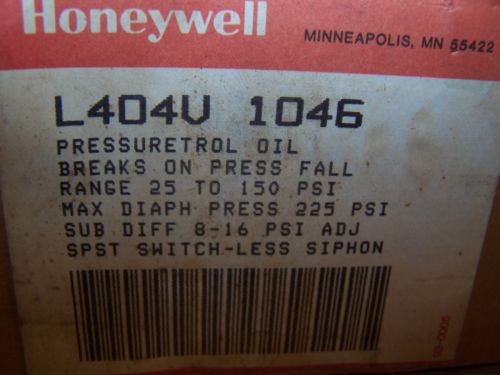 Honeywell
MINNEAPOLIS, MN 55422
L404V 1046
PRESSURETROL OIL
BREAKS ON PRESS FALL
RANGE 25 TO 150 PSI
MAX DIAPH PRESS 225 PSI
SUB DIFF 8-16 PSI ADJ
SPST SWITCH-LESS SIPHON